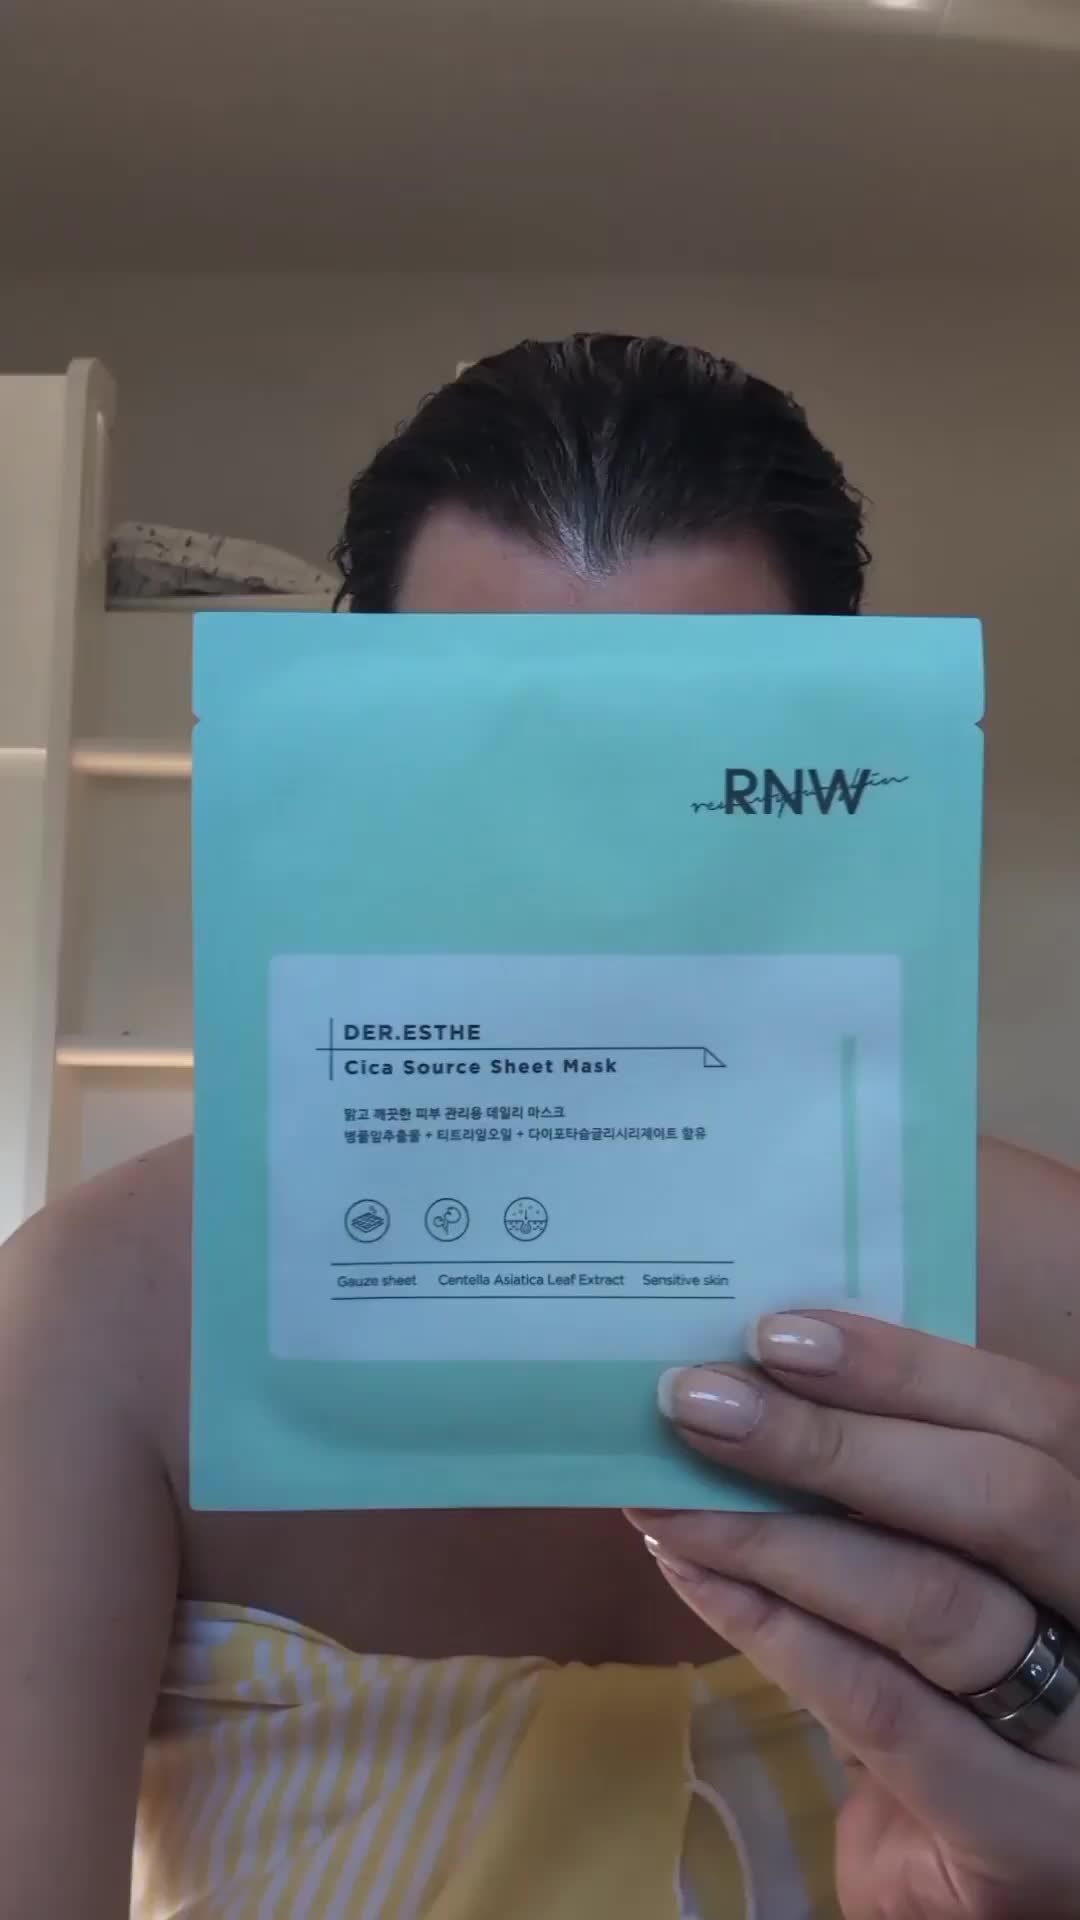 RNW
renew your skin
DER.ESTHE
Cica Source Sheet Mask
맑고 깨끗한 피부 관리용 데일리 마스크
병풀잎추출물 + 티트리잎오일 + 다이포타슘글리시리제이트 함유
Gauze sheet Centella Asiatica Leaf Extract Sensitive skin